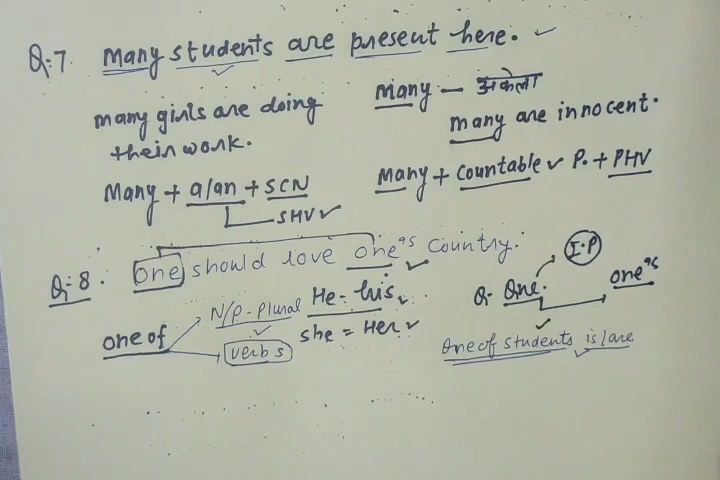 Q.7 Many students are present here.
many girls are doing
their work.
many — अकेला
many are innocent.
Many + a/an + SCN
SHV
Many + countable P. + PHV
Q.8. One should love one's country.
one of
N/P - Plural
verb s
He = his
she = Her
Q. One.
I.P
one's
One of students is/are